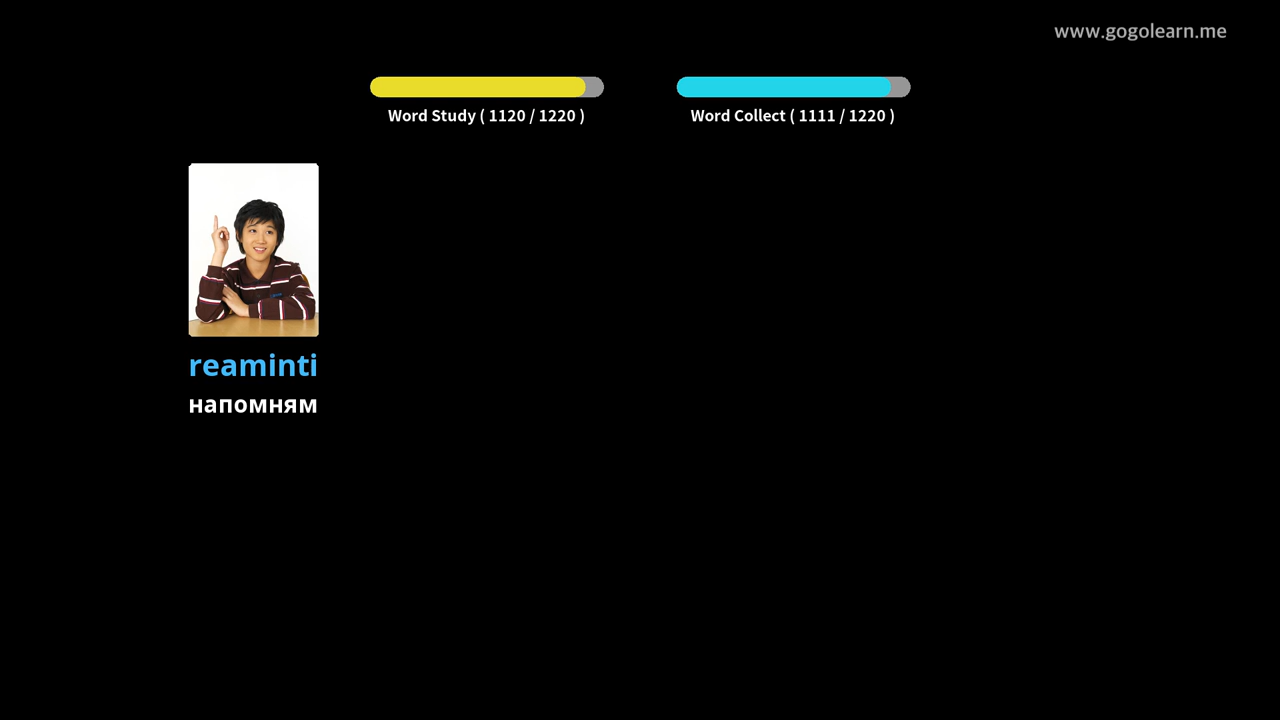 www.gogolearn.me
Word Study ( 1120 / 1220 )
Word Collect ( 1111 / 1220 )
reaminti
напомням